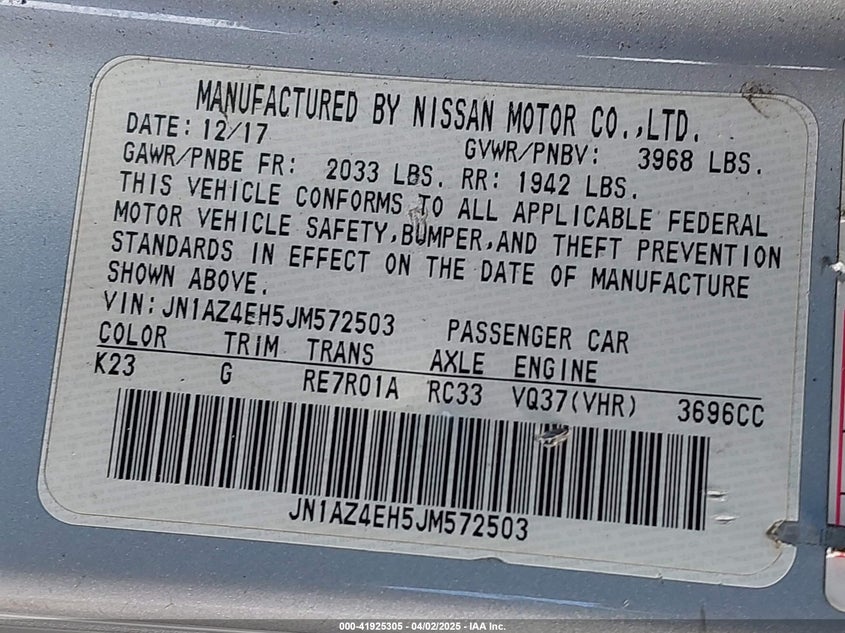 MANUFACTURED BY NISSAN MOTOR CO.,LTD.
DATE: 12/17 GVWR/PNBV: 3968 LBS.
GAWR/PNBE FR: 2033 LBS. RR: 1942 LBS.
THIS VEHICLE CONFORMS TO ALL APPLICABLE FEDERAL
MOTOR VEHICLE SAFETY,BUMPER,AND THEFT PREVENTION
STANDARDS IN EFFECT ON THE DATE OF MANUFACTURE
SHOWN ABOVE.
VIN:JN1AZ4EH5JM572503 PASSENGER CAR
COLOR TRIM TRANS AXLE ENGINE
K23 G RE7R01A RC33 VQ37(VHR) 3696CC
JN1AZ4EH5JM572503
000-41925305 - 04/02/2025 - IAA Inc.